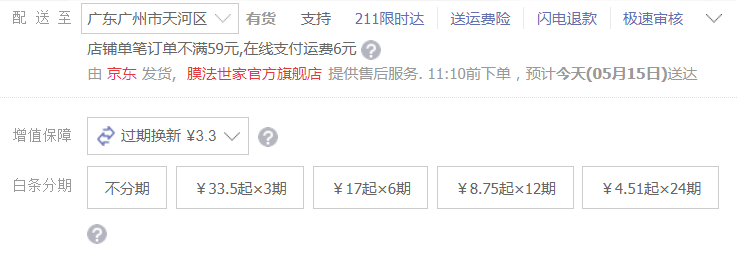 配送至 广东广州市天河区 有货 支持 211限时达 送运费险 闪电退款 极速审核
店铺单笔订单不满59元,在线支付运费6元 ?
由 京东 发货, 膜法世家官方旗舰店 提供售后服务. 11:10前下单，预计今天(05月15日)送达
增值保障 过期换新 ¥3.3 ?
白条分期 不分期 ￥33.5起×3期 ￥17起×6期 ￥8.75起×12期 ￥4.51起×24期
?